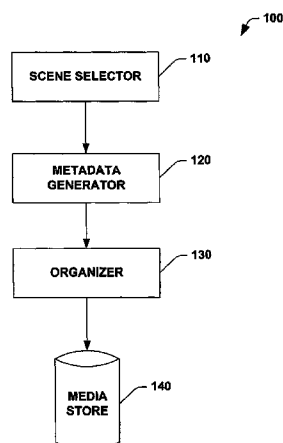 100
SCENE SELECTOR
110
METADATA
GENERATOR
120
ORGANIZER
130
MEDIA
STORE
140